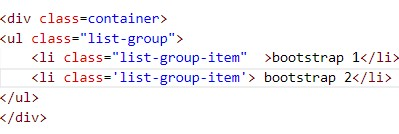 <div class=container>
<ul class="list-group">
<li class="list-group-item"  >bootstrap 1</li>
<li class='list-group-item'> bootstrap 2</li>
</ul>
</div>